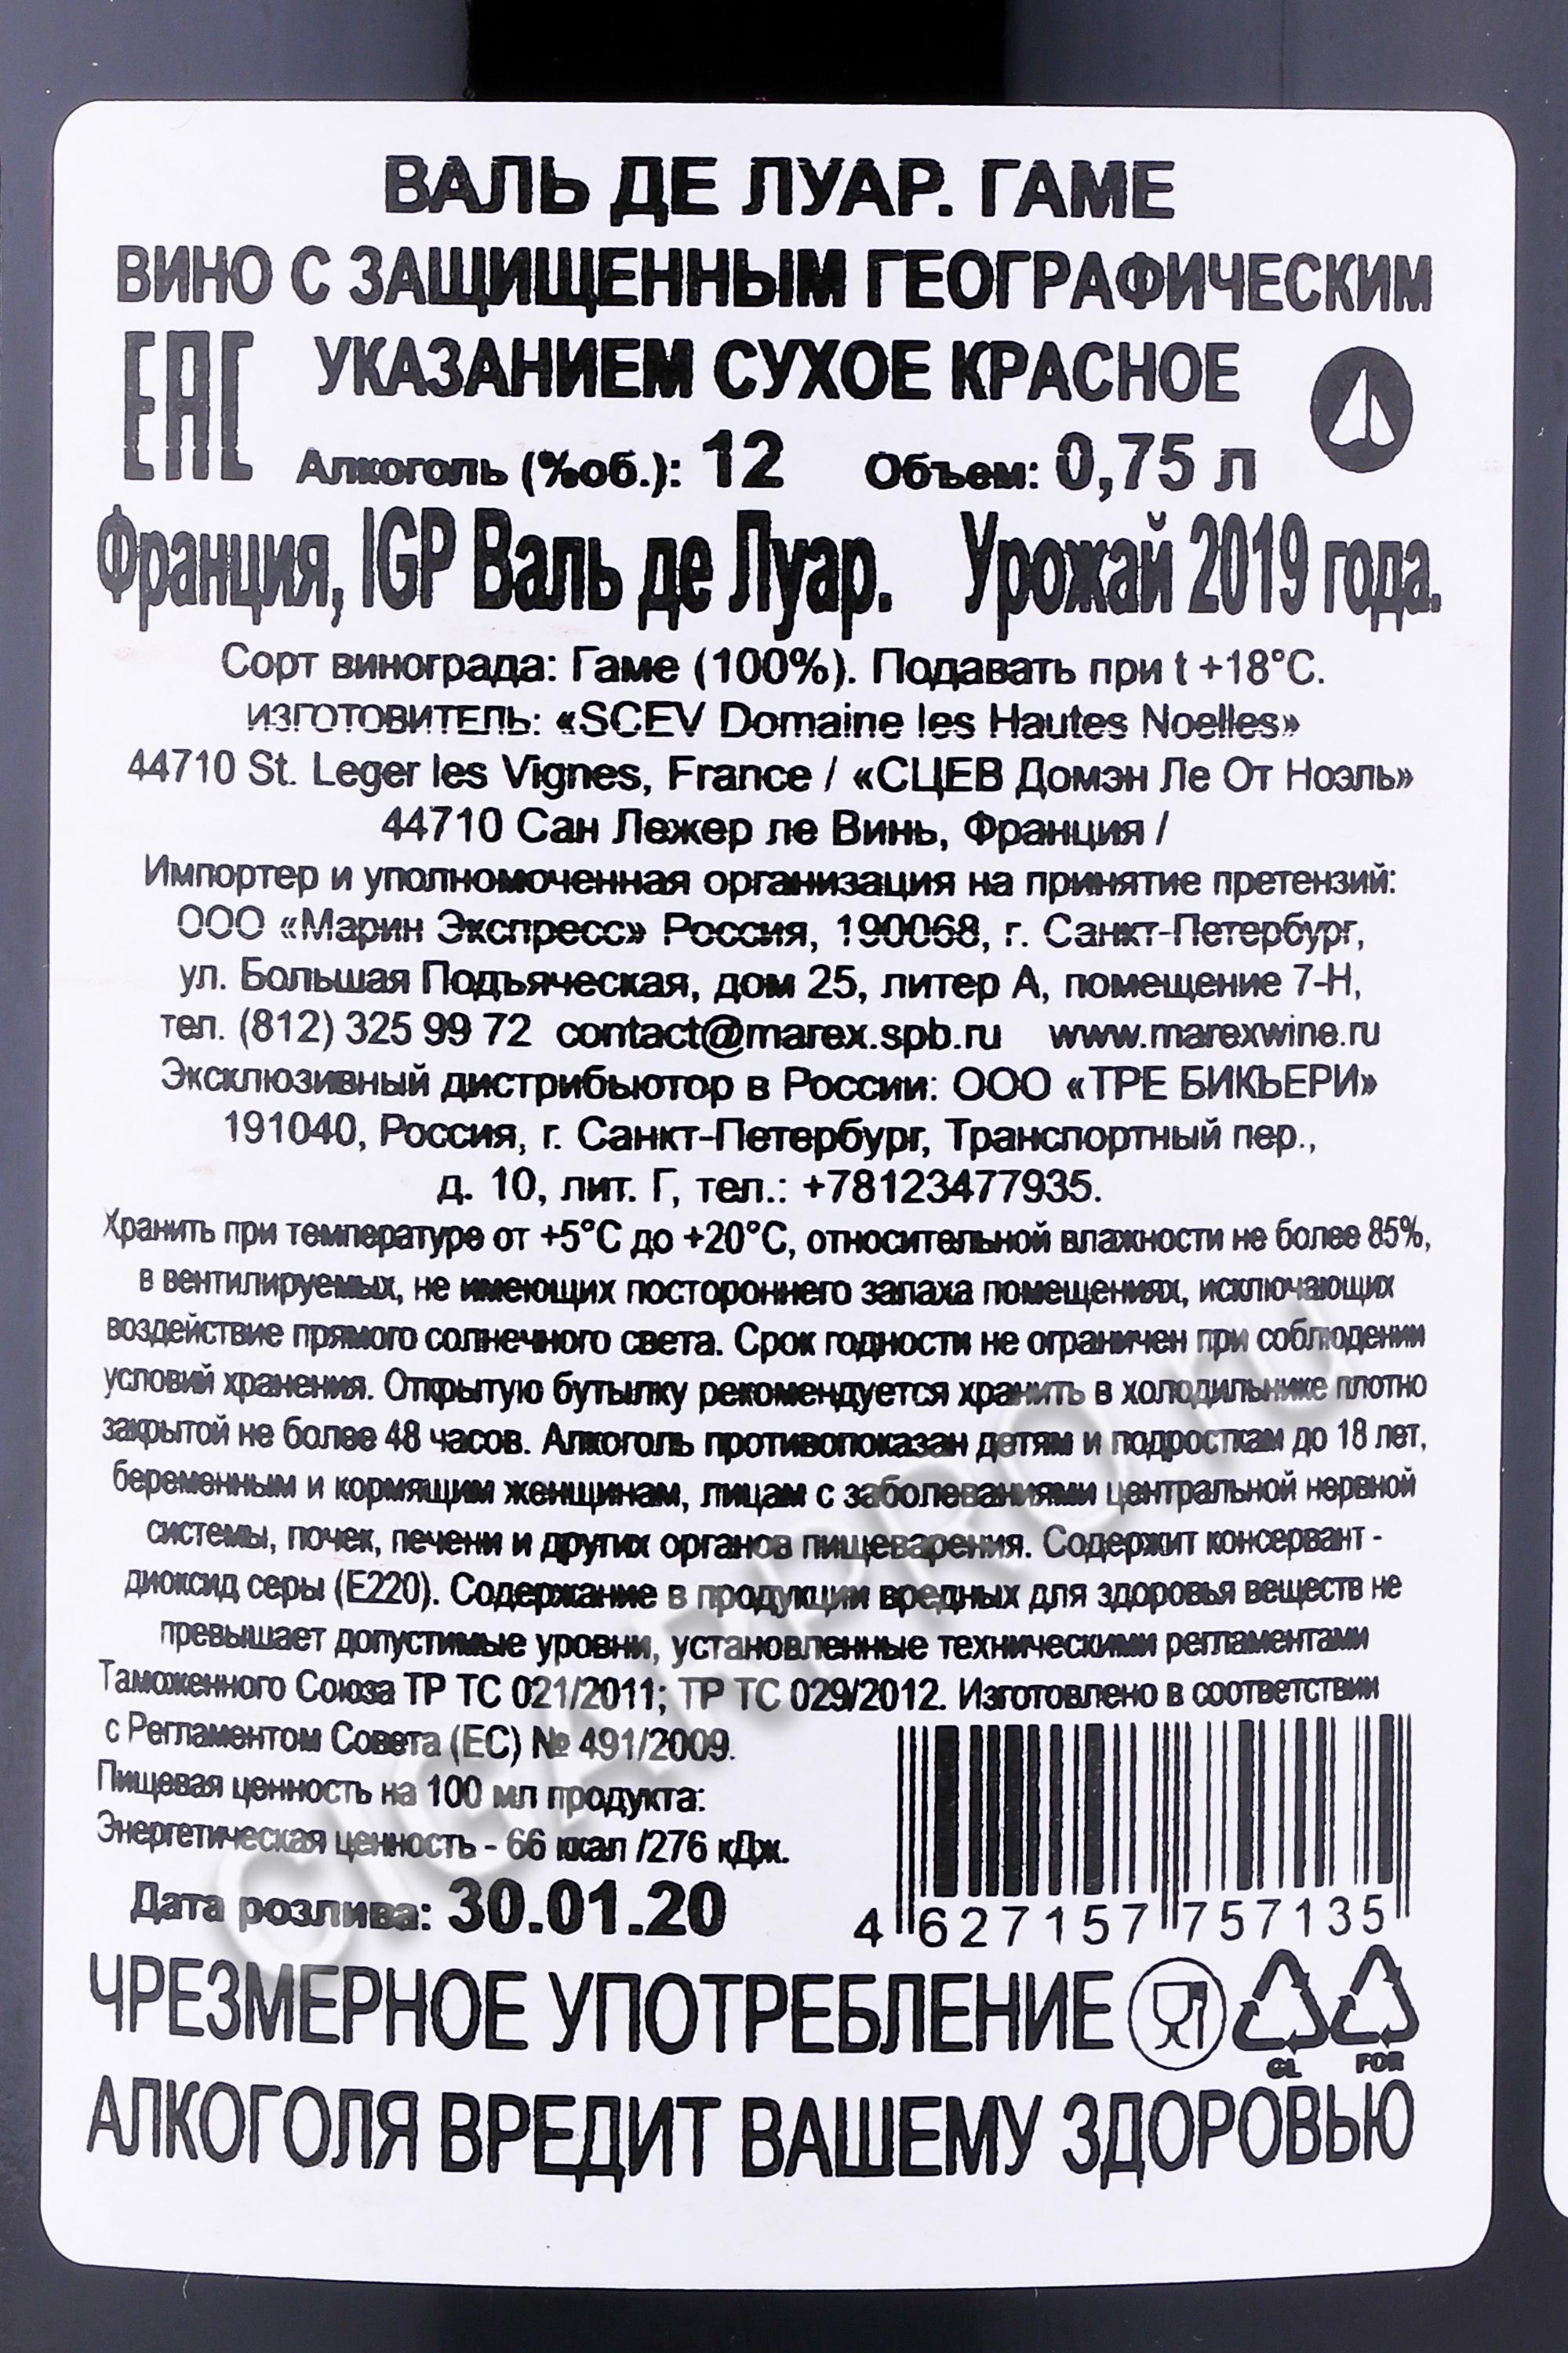 ВАЛЬ ДЕ ЛУАР. ГАМЕ
ВИНО С ЗАЩИЩЕННЫМ ГЕОГРАФИЧЕСКИМ
EAC УКАЗАНИЕМ СУХОЕ КРАСНОЕ
Алкоголь (%об.): 12 Объем: 0,75 л
Франция, IGP Валь де Луар. Урожай 2019 года.
Сорт винограда: Гаме (100%). Подавать при t +18°C.
ИЗГОТОВИТЕЛЬ: «SCEV Domaine les Hautes Noelles»
44710 St. Leger les Vignes, France / «СЦЕВ Домэн Ле От Ноэль»
44710 Сан Лежер ле Винь, Франция /
Импортер и уполномоченная организация на принятие претензий:
ООО «Марин Экспресс» Россия, 190068, г. Санкт-Петербург,
ул. Большая Подъяческая, дом 25, литер А, помещение 7-Н,
тел. (812) 325 99 72 contact@marex.spb.ru www.marexwine.ru
Эксклюзивный дистрибьютор в России: ООО «ТРЕ БИКЬЕРИ»
191040, Россия, г. Санкт-Петербург, Транспортный пер.,
д. 10, лит. Г, тел.: +78123477935.
Хранить при температуре от +5°C до +20°C, относительной влажности не более 85%,
в вентилируемых, не имеющих постороннего запаха помещениях, исключающих
воздействие прямого солнечного света. Срок годности не ограничен при соблюдении
условий хранения. Открытую бутылку рекомендуется хранить в холодильнике плотно
закрытой не более 48 часов. Алкоголь противопоказан детям и подросткам до 18 лет,
беременным и кормящим женщинам, лицам с заболеваниями центральной нервной
системы, почек, печени и других органов пищеварения. Содержит консервант -
диоксид серы (Е220). Содержание в продукции вредных для здоровья веществ не
превышает допустимые уровни, установленные техническими регламентами
Таможенного Союза ТР ТС 021/2011; ТР ТС 029/2012. Изготовлено в соответствии
с Регламентом Совета (ЕС) № 491/2009.
Пищевая ценность на 100 мл продукта:
Энергетическая ценность - 66 ккал /276 кДж.
Дата розлива: 30.01.20
4 627157 757135
ЧРЕЗМЕРНОЕ УПОТРЕБЛЕНИЕ
GL FOR
АЛКОГОЛЯ ВРЕДИТ ВАШЕМУ ЗДОРОВЬЮ
CIGARPRO.ru